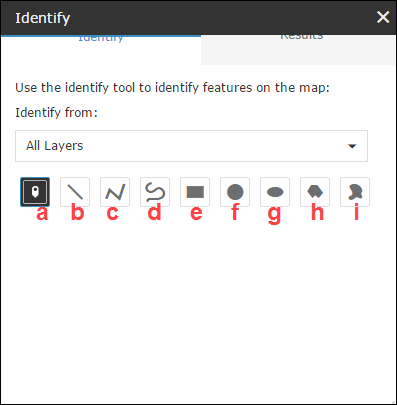 Identify
Identify Results
Use the identify tool to identify features on the map:
Identify from:
All Layers
a b c d e f g h i